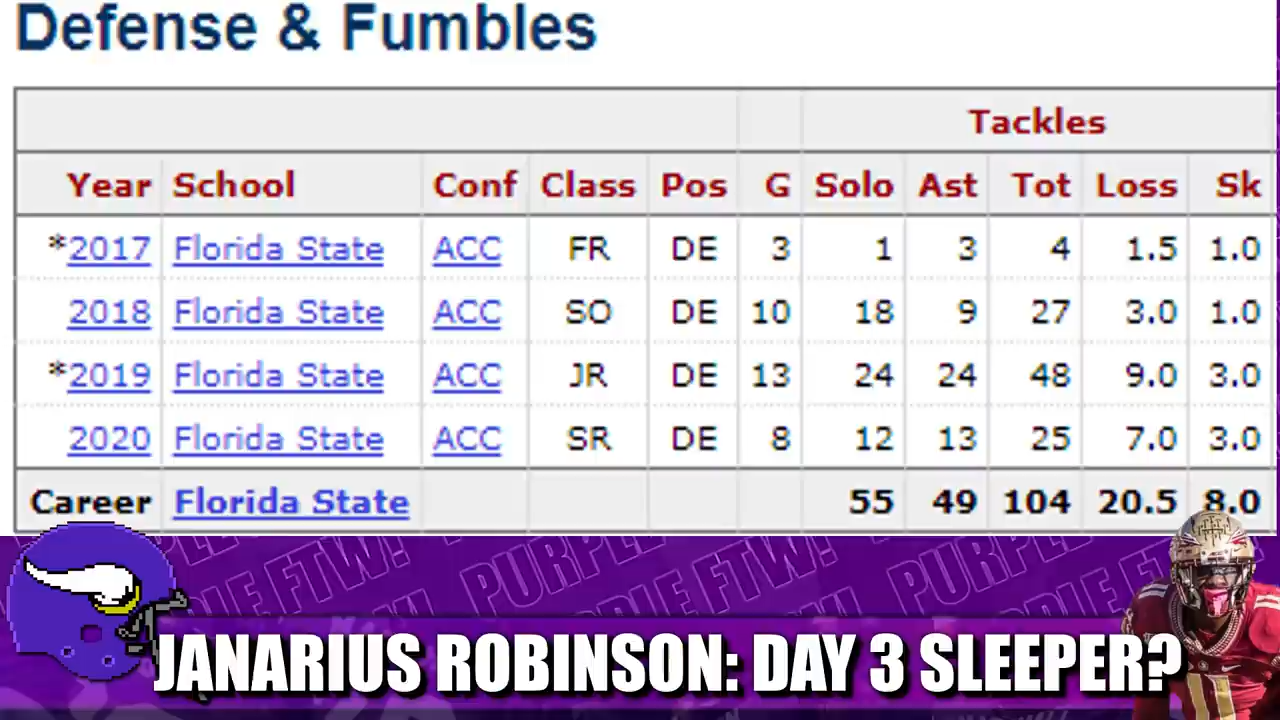 Defense & Fumbles
Tackles
Year School Conf Class Pos G Solo Ast Tot Loss Sk
*2017 Florida State ACC FR DE 3 1 3 4 1.5 1.0
2018 Florida State ACC SO DE 10 18 9 27 3.0 1.0
*2019 Florida State ACC JR DE 13 24 24 48 9.0 3.0
2020 Florida State ACC SR DE 8 12 13 25 7.0 3.0
Career Florida State 55 49 104 20.5 8.0
PURPLE FTW!
JANARIUS ROBINSON: DAY 3 SLEEPER?